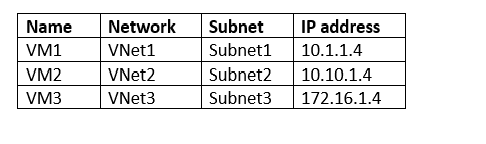 Name Network Subnet IP address
VM1 VNet1 Subnet1 10.1.1.4
VM2 VNet2 Subnet2 10.10.1.4
VM3 VNet3 Subnet3 172.16.1.4